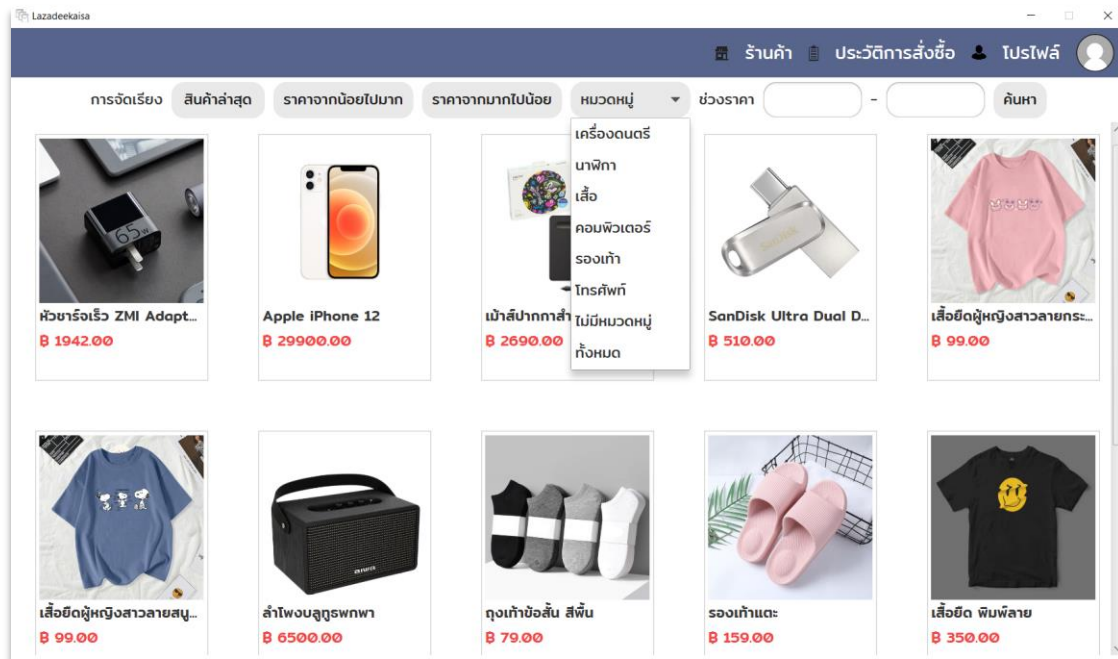 Lazadeekaisa
ร้านค้า ประวัติการสั่งซื้อ โปรไฟล์
การจัดเรียง สินค้าล่าสุด ราคาจากน้อยไปมาก ราคาจากมากไปน้อย หมวดหมู่ ช่วงราคา - ค้นหา
เครื่องดนตรี
นาฬิกา
เสื้อ
คอมพิวเตอร์
รองเท้า
โทรศัพท์
ไม่มีหมวดหมู่
ทั้งหมด
65w
SanDisk
หัวชาร์จเร็ว ZMI Adapt...
฿ 1942.00
Apple iPhone 12
฿ 29900.00
เม้าส์ปากกาสำ
฿ 2690.00
SanDisk Ultra Dual D...
฿ 510.00
เสื้อยืดผู้หญิงสาวลายกระ...
฿ 99.00
เสื้อยืดผู้หญิงสาวลายสนู...
฿ 99.00
ลำโพงบลูทูธพกพา
฿ 6500.00
ถุงเท้าข้อสั้น สีพื้น
฿ 79.00
รองเท้าแตะ
฿ 159.00
เสื้อยืด พิมพ์ลาย
฿ 350.00